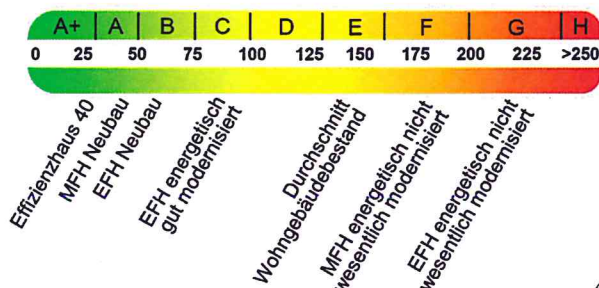 A+ A B C D E F G H
0 25 50 75 100 125 150 175 200 225 >250
Effizienzhaus 40
MFH Neubau
EFH Neubau
EFH energetisch
gut modernisiert
Durchschnitt
Wohngebäudebestand
MFH energetisch nicht
wesentlich modernisiert
EFH energetisch nicht
wesentlich modernisiert